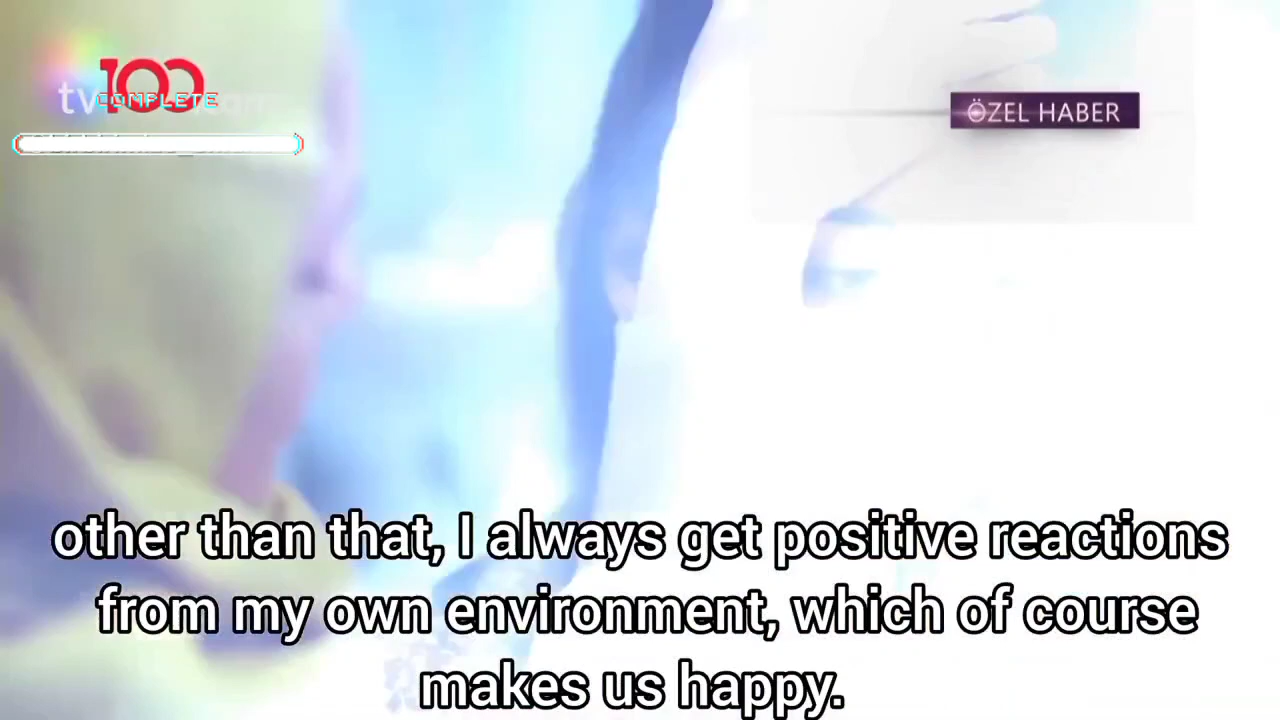 tv100
COMPLETE
ÖZEL HABER
other than that, I always get positive reactions
from my own environment, which of course
makes us happy.